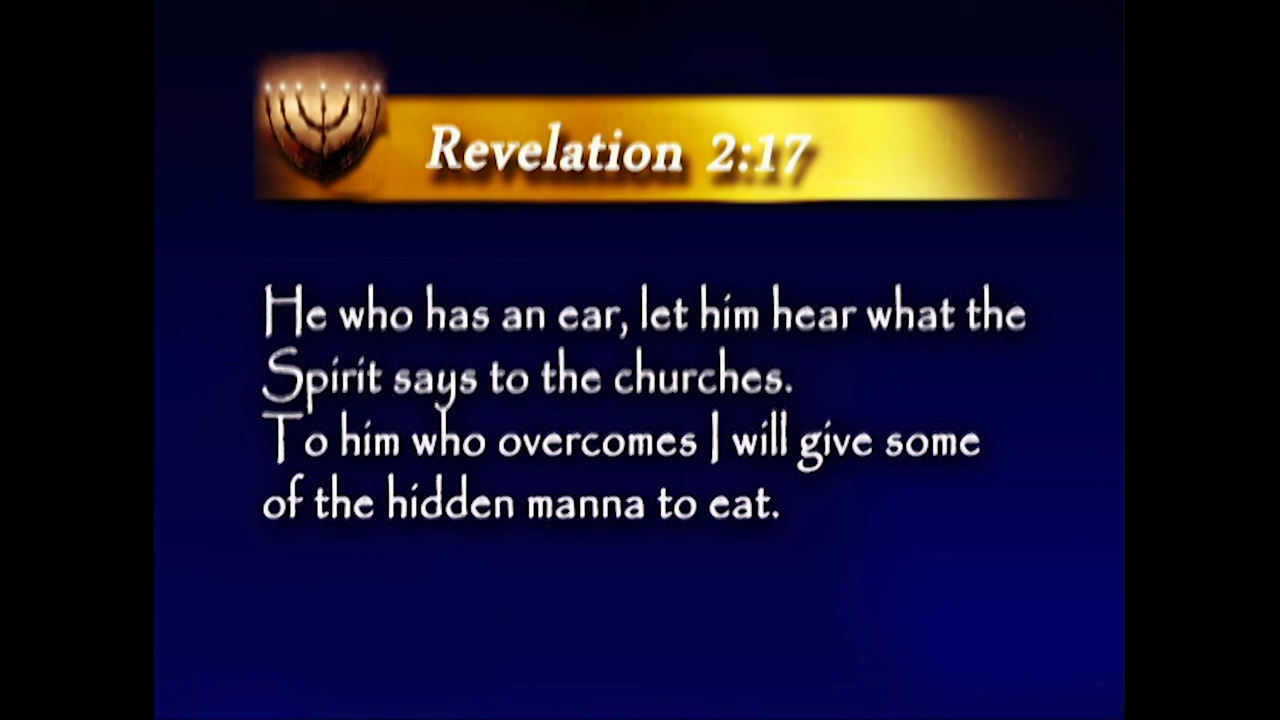 Revelation 2:17
He who has an ear, let him hear what the
Spirit says to the churches.
To him who overcomes I will give some
of the hidden manna to eat.